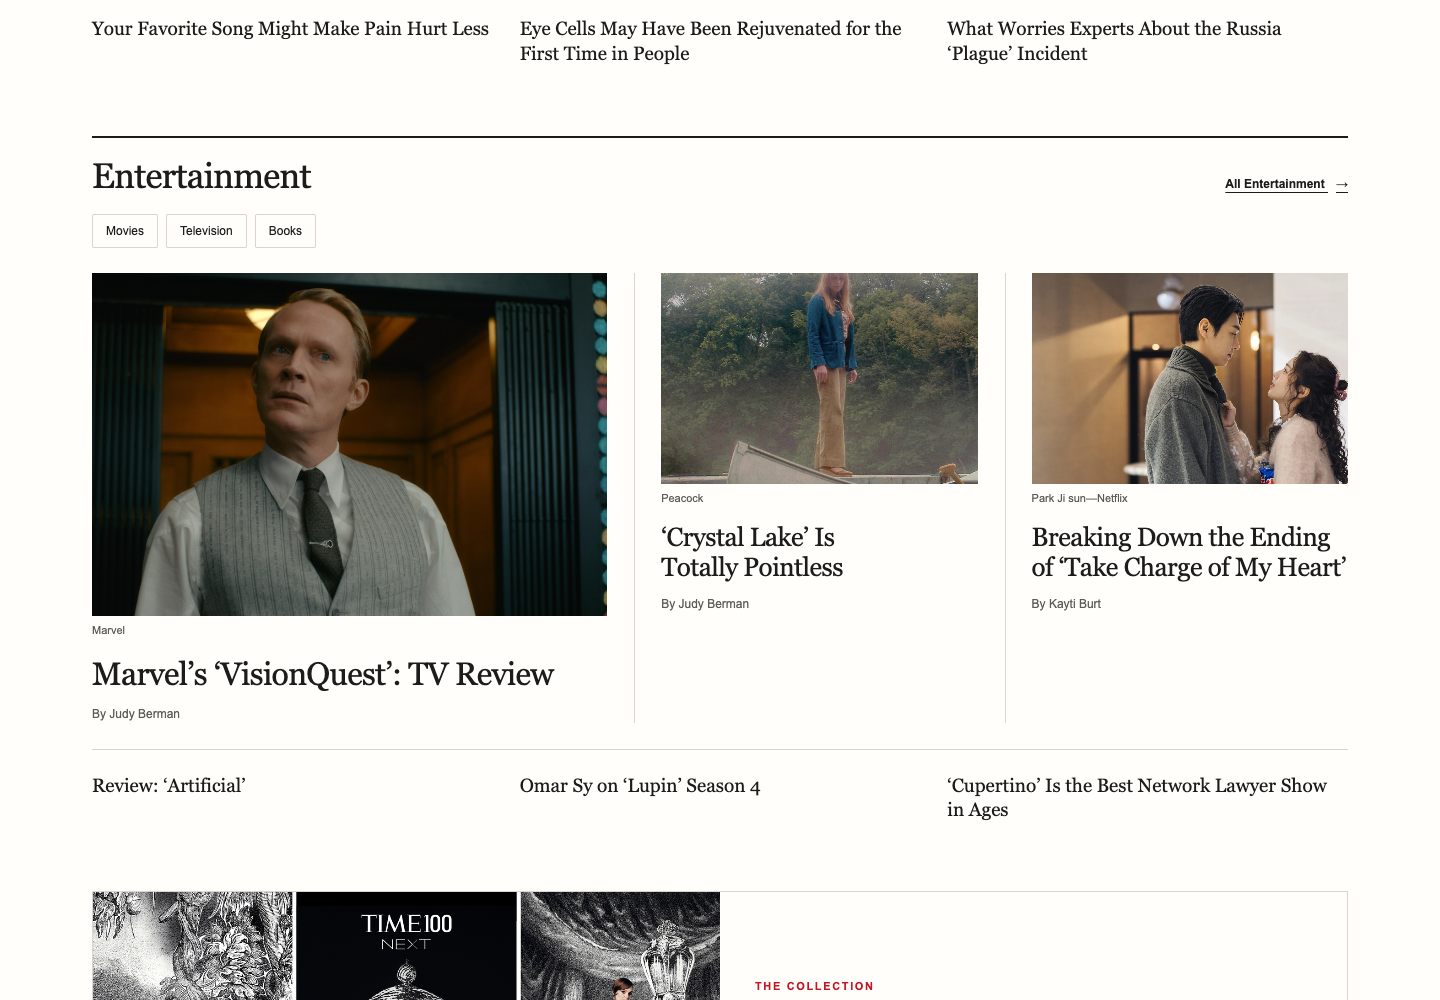 Your Favorite Song Might Make Pain Hurt Less
Eye Cells May Have Been Rejuvenated for the
First Time in People
What Worries Experts About the Russia
‘Plague’ Incident
Entertainment
All Entertainment →
Movies
Television
Books
Marvel
Marvel’s ‘VisionQuest’: TV Review
By Judy Berman
Peacock
‘Crystal Lake’ Is
Totally Pointless
By Judy Berman
Park Ji sun—Netflix
Breaking Down the Ending
of ‘Take Charge of My Heart’
By Kayti Burt
Review: ‘Artificial’
Omar Sy on ‘Lupin’ Season 4
‘Cupertino’ Is the Best Network Lawyer Show
in Ages
TIME100
NEXT
THE COLLECTION